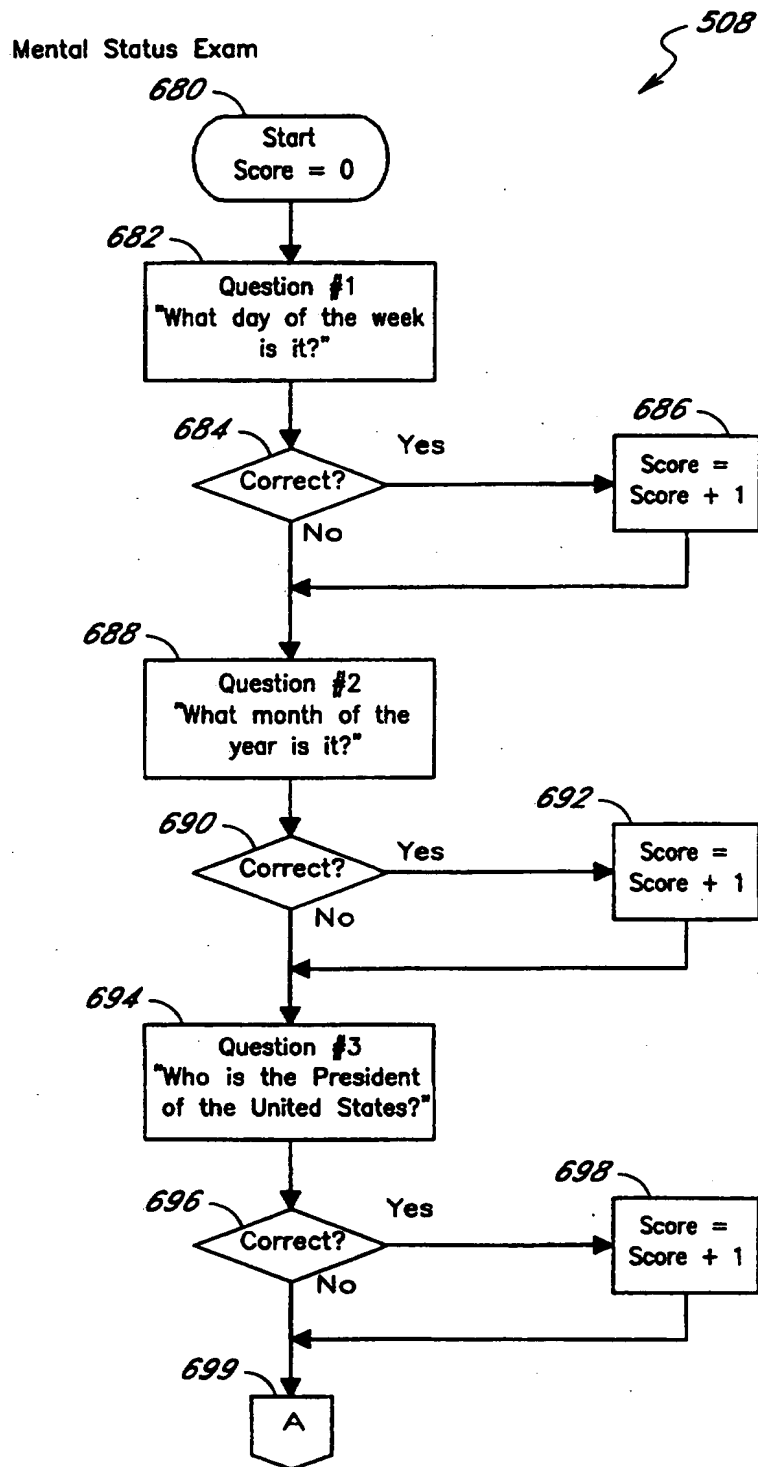 508
Mental Status Exam
680
Start
Score = 0
682
Question #1
"What day of the week
is it?"
684
Correct?
Yes
686
Score =
Score + 1
No
688
Question #2
"What month of the
year is it?"
690
Correct?
Yes
692
Score =
Score + 1
No
694
Question #3
"Who is the President
of the United States?"
696
Correct?
Yes
698
Score =
Score + 1
No
699
A